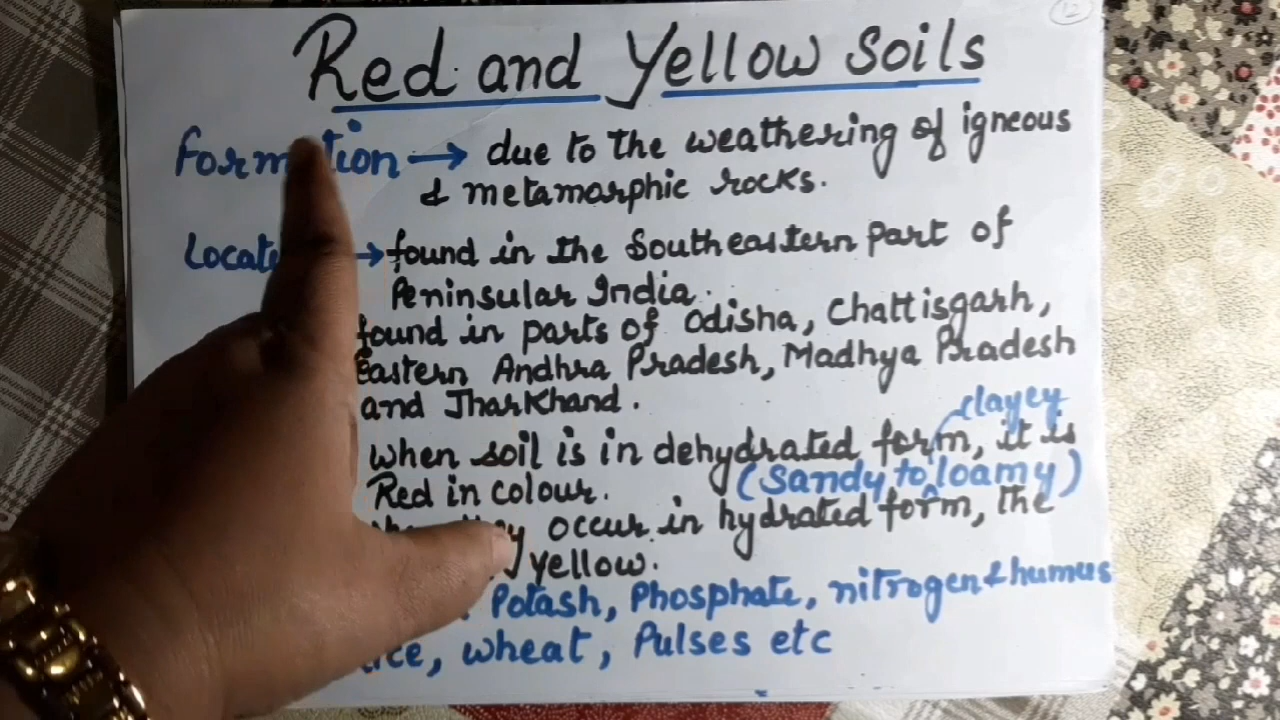 12
Red and Yellow Soils
formation → due to the weathering of igneous
& metamorphic rocks.
Locate → found in the Southeastern part of
Peninsular India.
found in parts of Odisha, Chattisgarh,
Eastern Andhra Pradesh, Madhya Pradesh
and Jharkhand.
clayey
When soil is in dehydrated form, it is
Red in colour. (Sandy to ^ loamy)
occur in hydrated form, the
yellow.
Potash, Phosphate, nitrogen & humus
wheat, Pulses etc